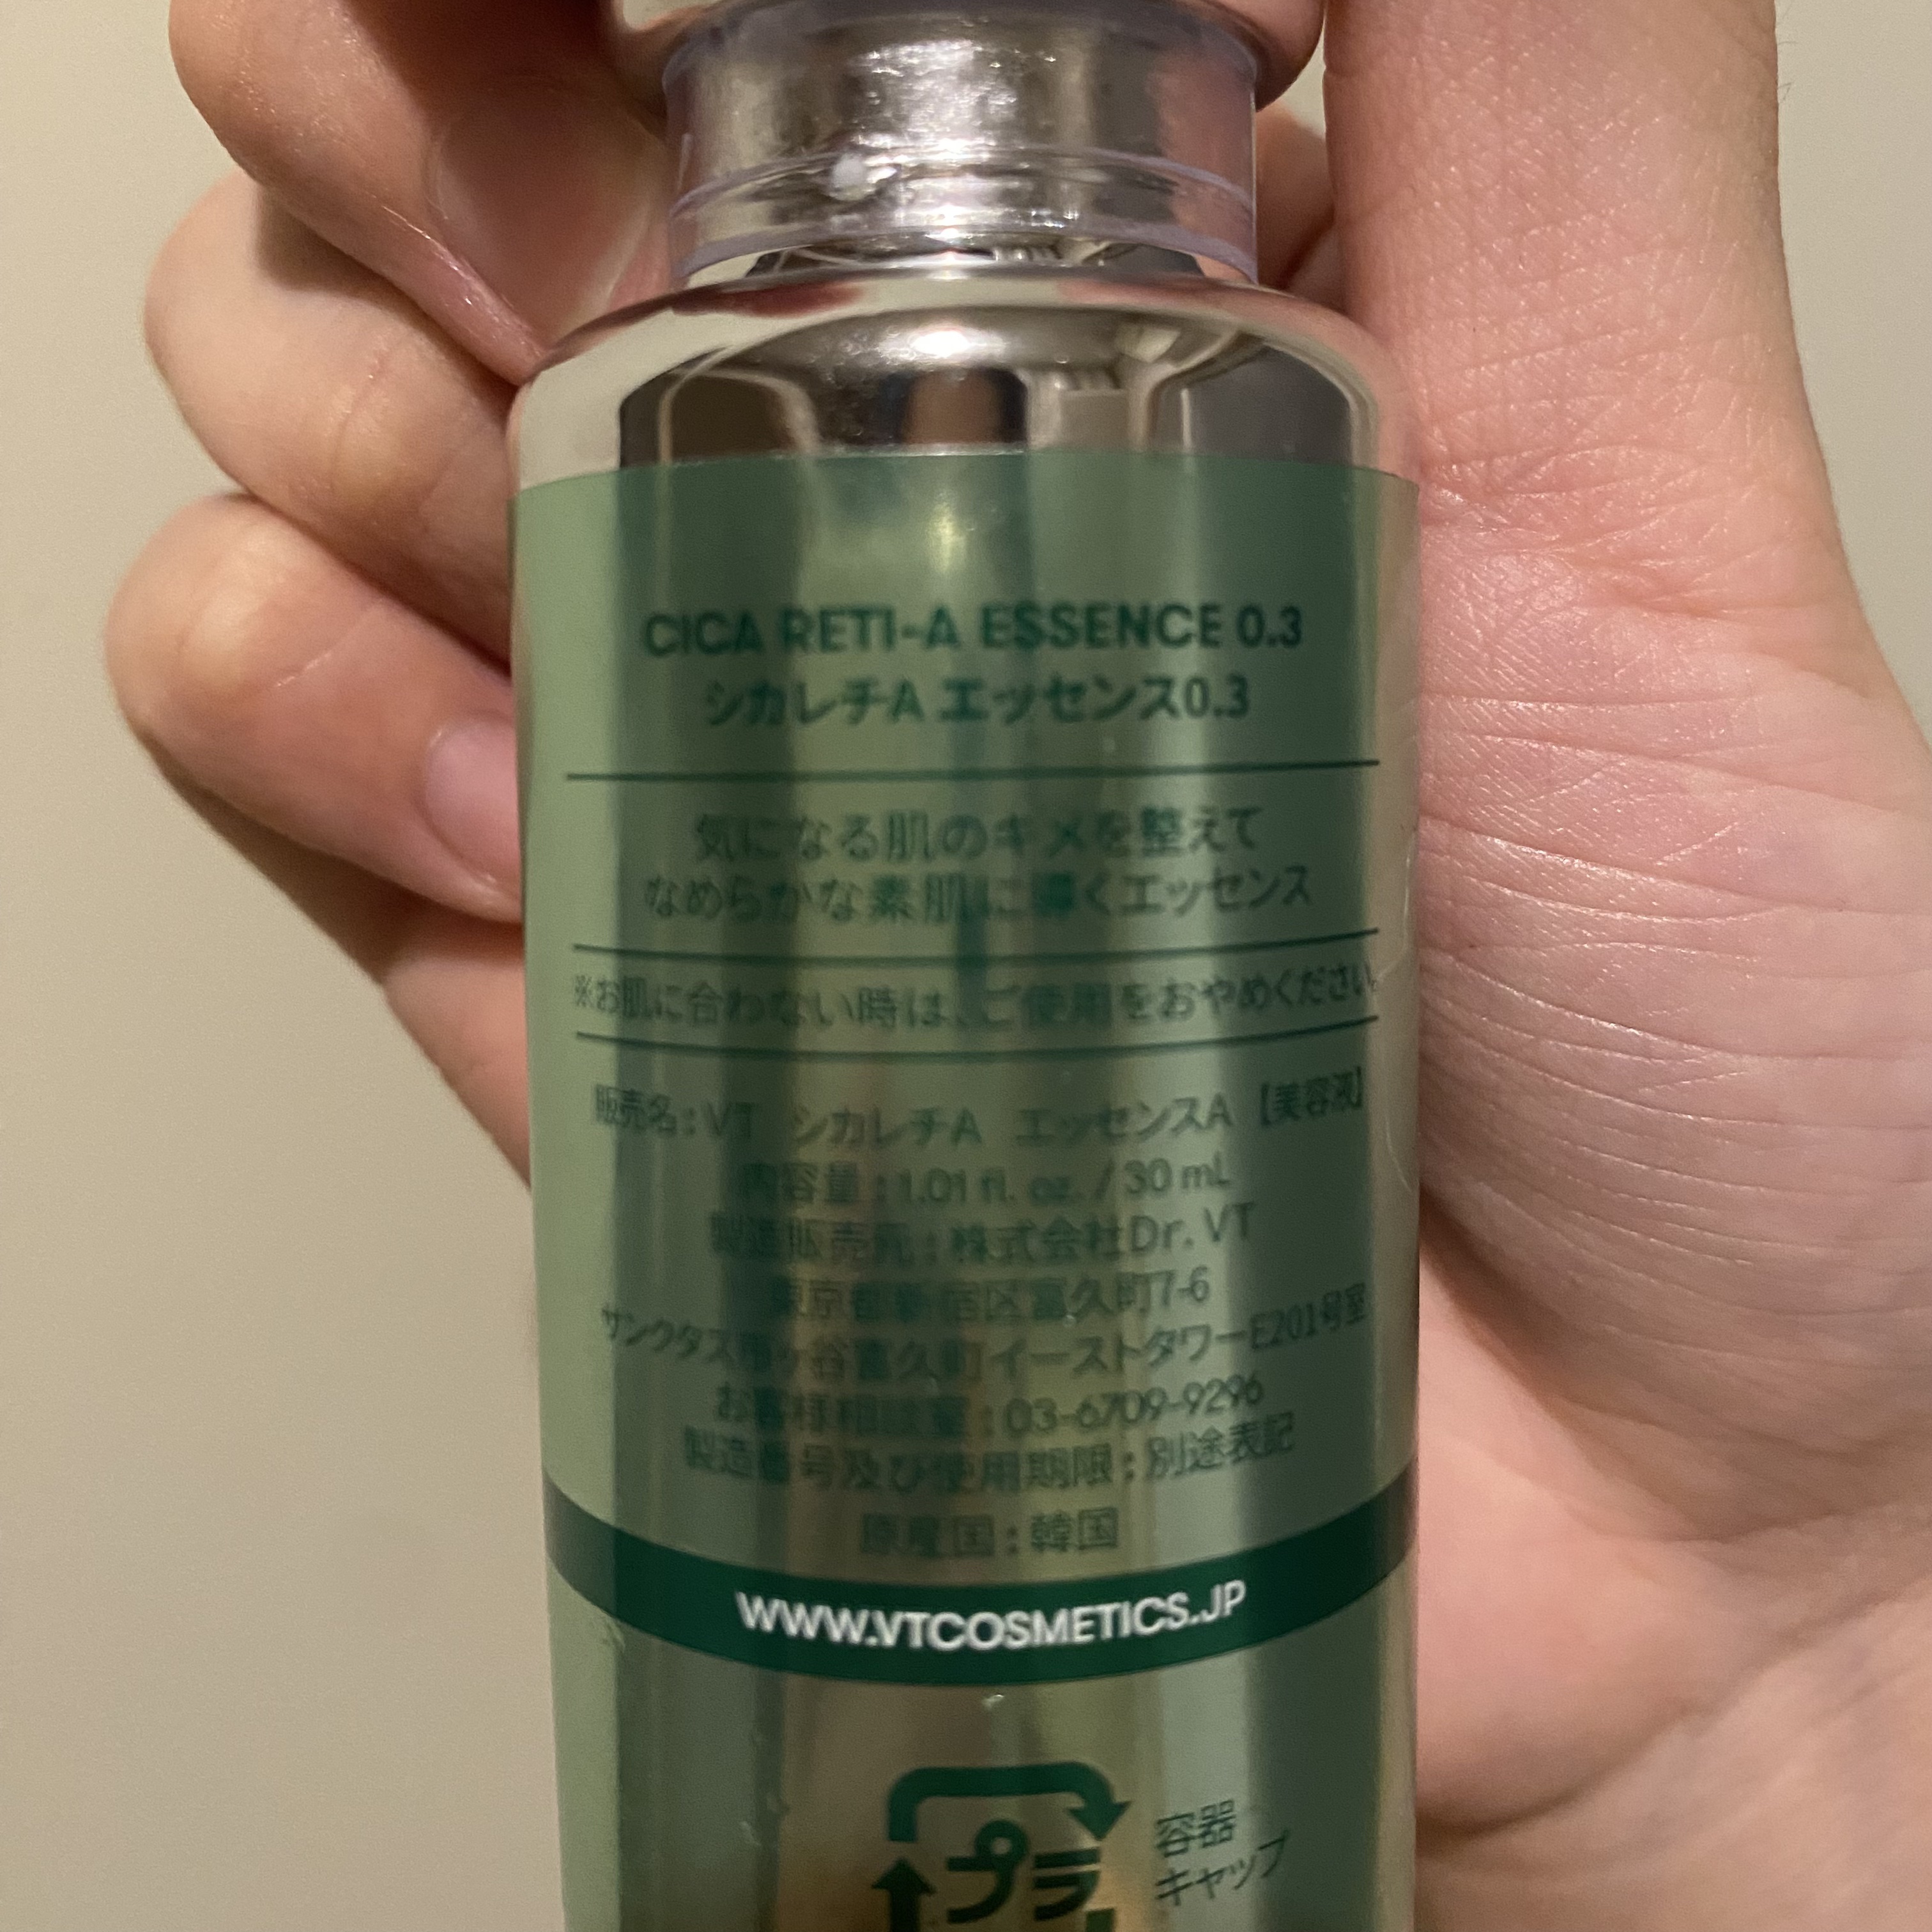 CICA RETI-A ESSENCE 0.3
シカレチA エッセンス0.3
気になる肌のキメを整えて
なめらかな素肌に導くエッセンス
※お肌に合わない時は、ご使用をおやめください。
販売名:VT シカレチA エッセンスA【美容液】
内容量:1.01 fl. oz. / 30 mL
製造販売元:株式会社Dr. VT
東京都新宿区富久町7-6
サンクタス市ヶ谷富久町イーストタワーE201号室
お客様相談室:03-6709-9296
製造番号及び使用期限:別途表記
原産国:韓国
WWW.VTCOSMETICS.JP
プラ
容器
キャップ